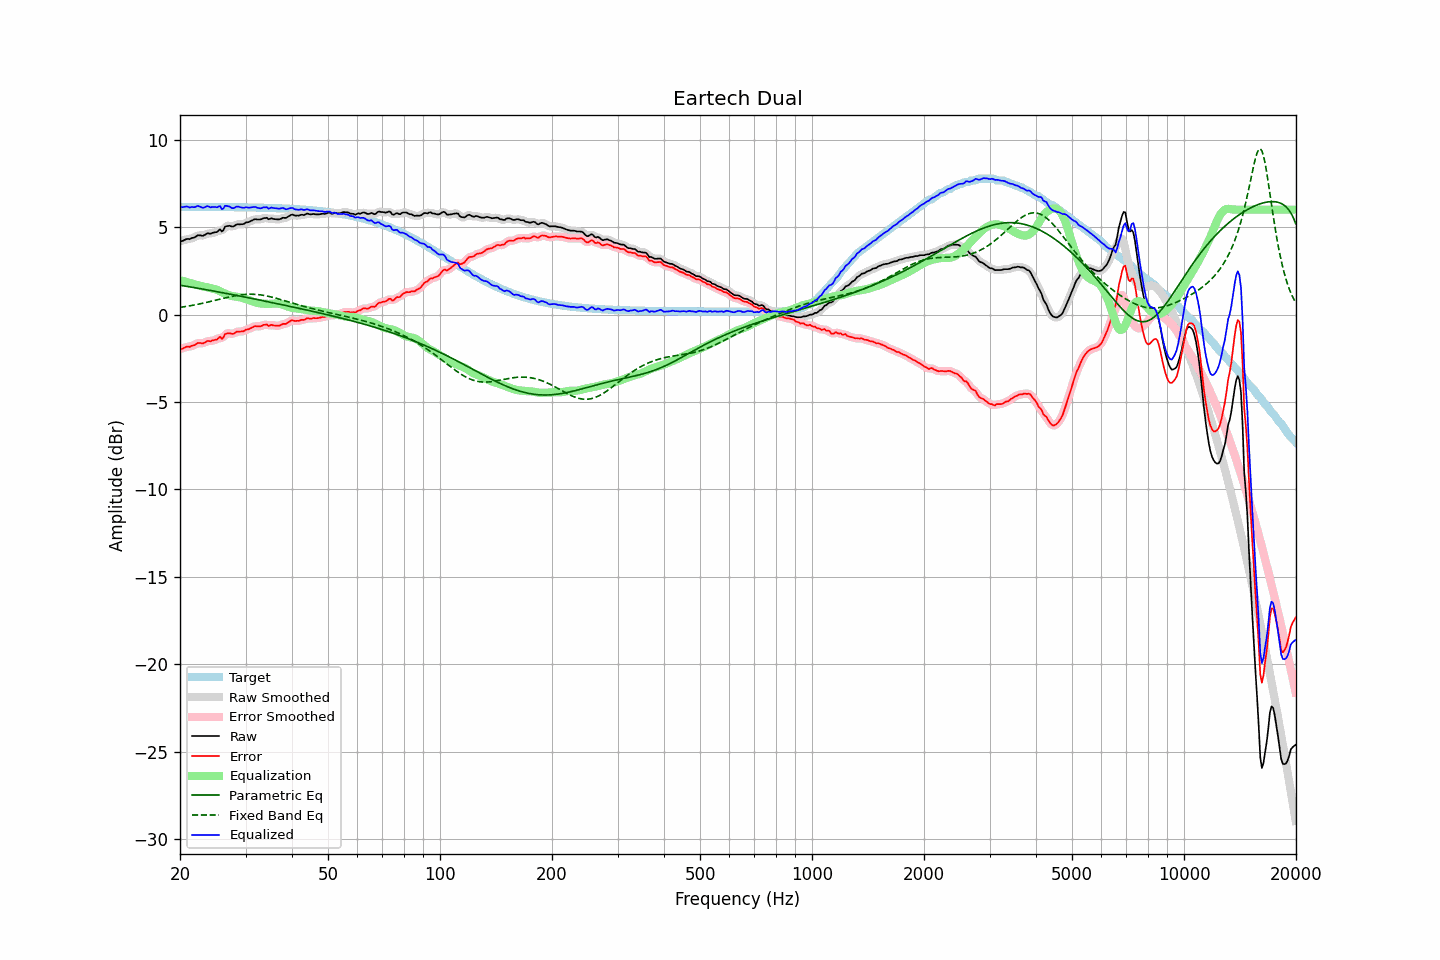 Eartech Dual
Amplitude (dBr)
10
5
0
−5
−10
−15
−20
−25
−30
Target
Raw Smoothed
Error Smoothed
Raw
Error
Equalization
Parametric Eq
Fixed Band Eq
Equalized
20 50 100 200 500 1000 2000 5000 10000 20000
Frequency (Hz)